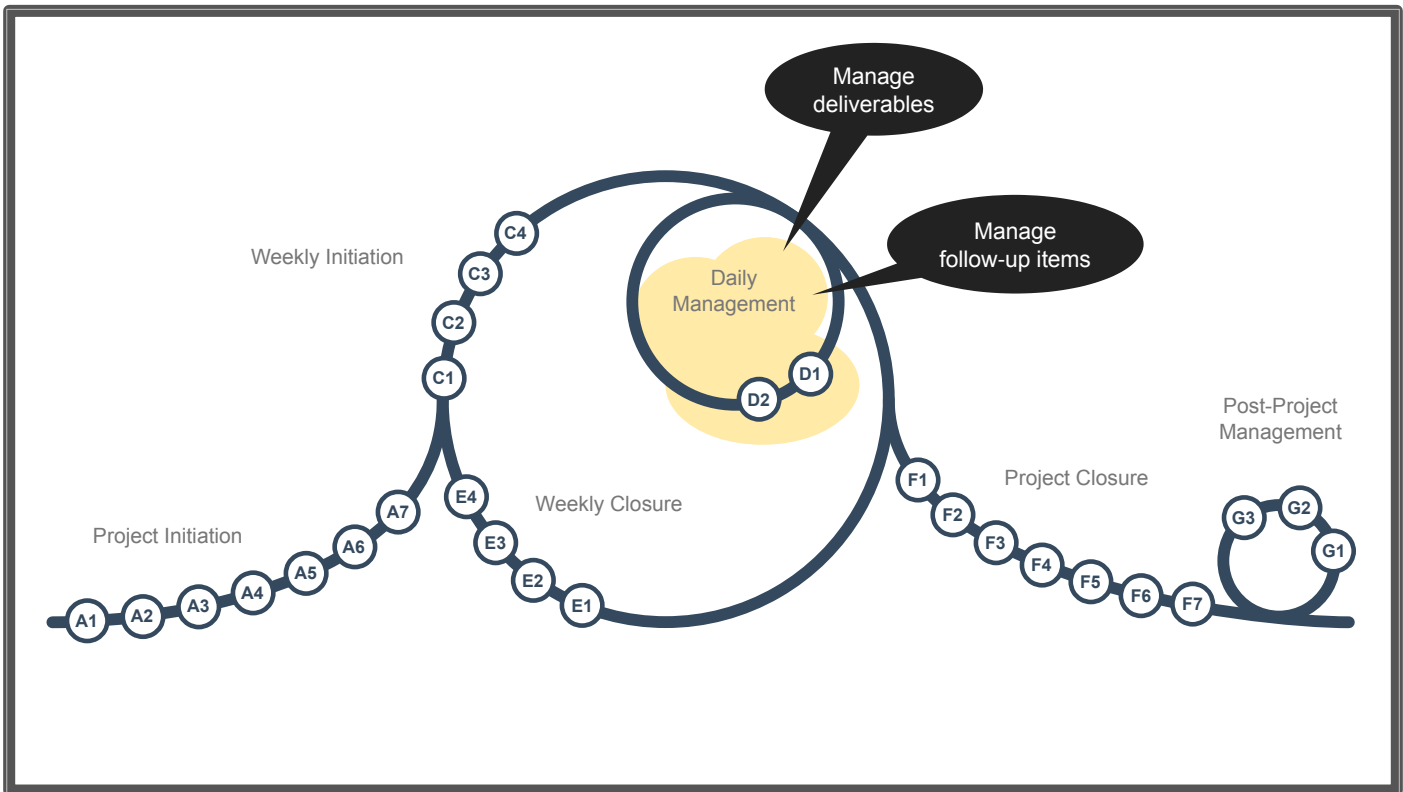 Manage
deliverables
Manage
follow-up items
Weekly Initiation
C4
C3
C2
C1
Daily
Management
D1
D2
Post-Project
Management
Project Closure
Weekly Closure
Project Initiation
A1
A2
A3
A4
A5
A6
A7
E4
E3
E2
E1
F1
F2
F3
F4
F5
F6
F7
G3
G2
G1